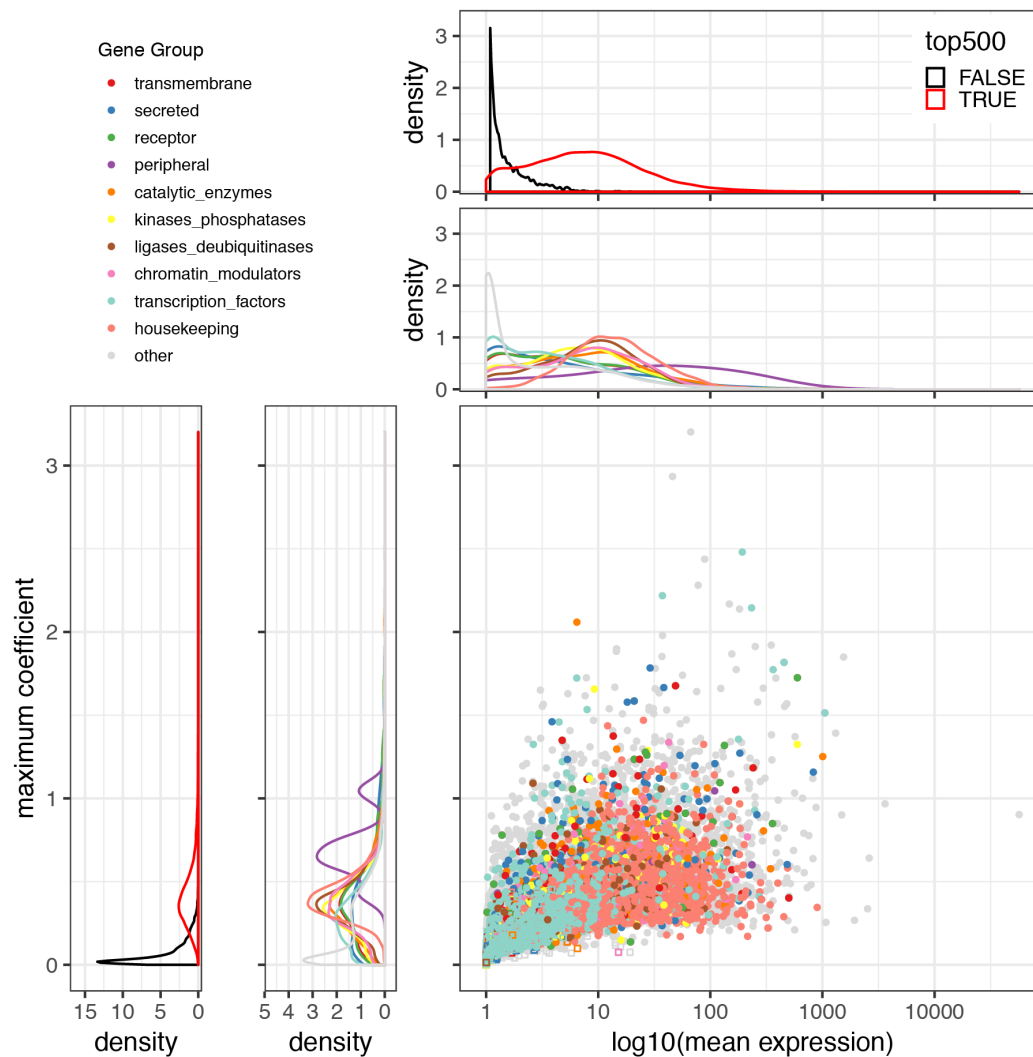 Gene Group
transmembrane
secreted
receptor
peripheral
catalytic_enzymes
kinases_phosphatases
ligases_deubiquitinases
chromatin_modulators
transcription_factors
housekeeping
other
density
3
2
1
0
top500
FALSE
TRUE
density
3
2
1
0
maximum coefficient
3
2
1
0
15 10 5 0
density
5 4 3 2 1 0
density
1 10 100 1000 10000
log10(mean expression)